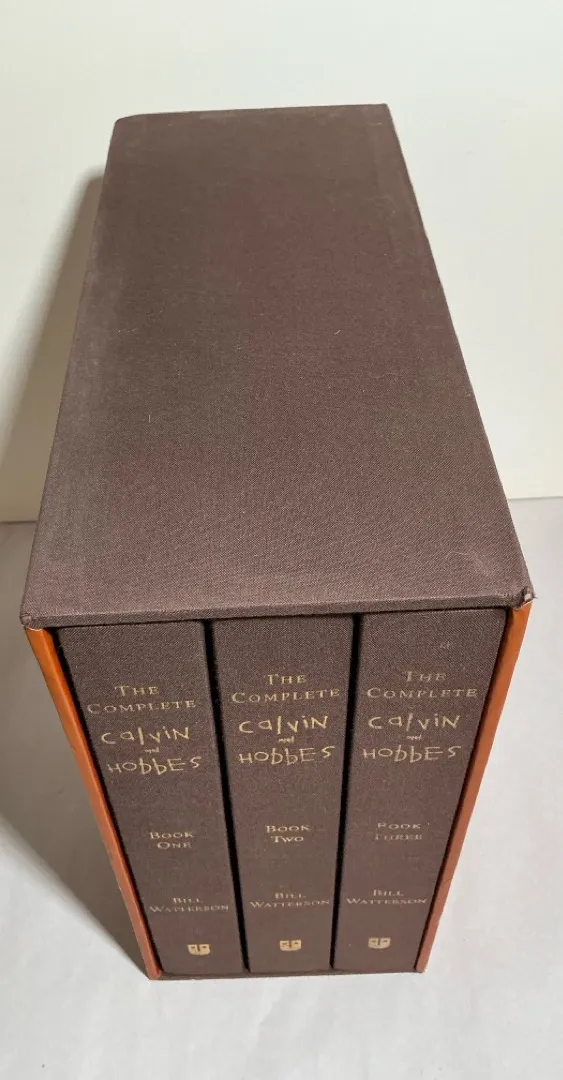 THE
COMPLETE
CALVIN
and
HOBBES
BOOK
ONE
BILL
WATTERSON
THE
COMPLETE
CALVIN
and
HOBBES
BOOK
TWO
BILL
WATTERSON
THE
COMPLETE
CALVIN
and
HOBBES
BOOK
THREE
BILL
WATTERSON